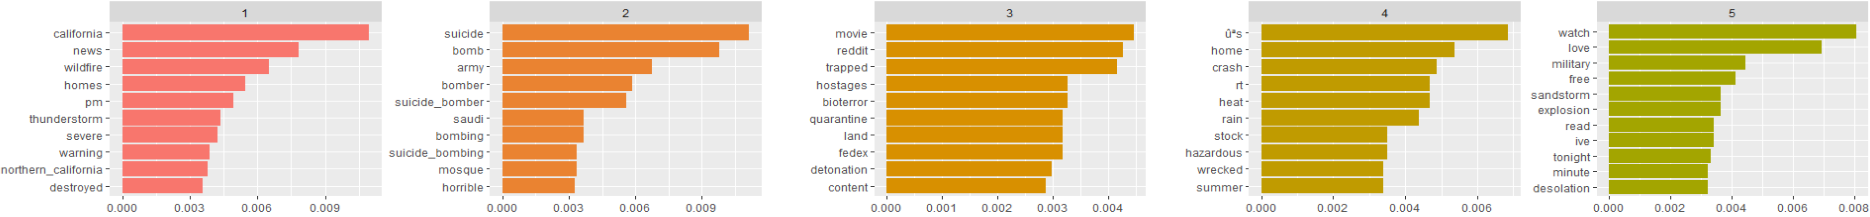 1
california
news
wildfire
homes
pm
thunderstorm
severe
warning
northern_california
destroyed
0.000 0.003 0.006 0.009
2
suicide
bomb
army
bomber
suicide_bomber
saudi
bombing
suicide_bombing
mosque
horrible
0.000 0.003 0.006 0.009
3
movie
reddit
trapped
hostages
bioterror
quarantine
land
fedex
detonation
content
0.000 0.001 0.002 0.003 0.004
4
ûªs
home
crash
rt
heat
rain
stock
hazardous
wrecked
summer
0.000 0.002 0.004 0.006
5
watch
love
military
free
sandstorm
explosion
read
ive
tonight
minute
desolation
0.000 0.002 0.004 0.006 0.008